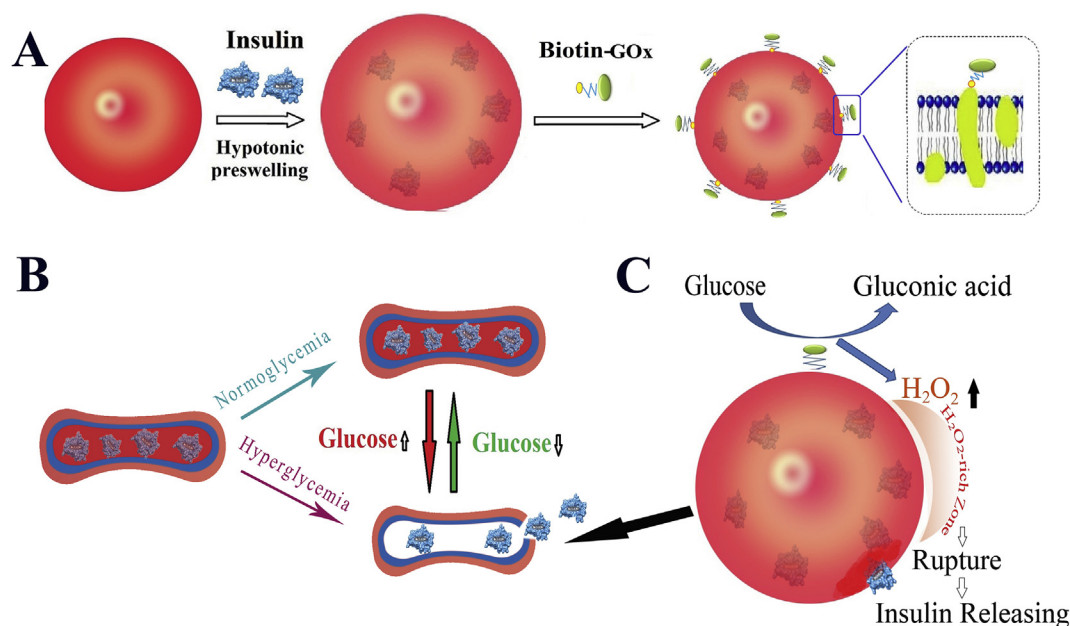 A
Insulin
Hypotonic
preswelling
Biotin-GOx
B
Normoglycemia
Hyperglycemia
Glucose
Glucose
C
Glucose
Gluconic acid
H₂O₂
H₂O₂-rich Zone
Rupture
Insulin Releasing